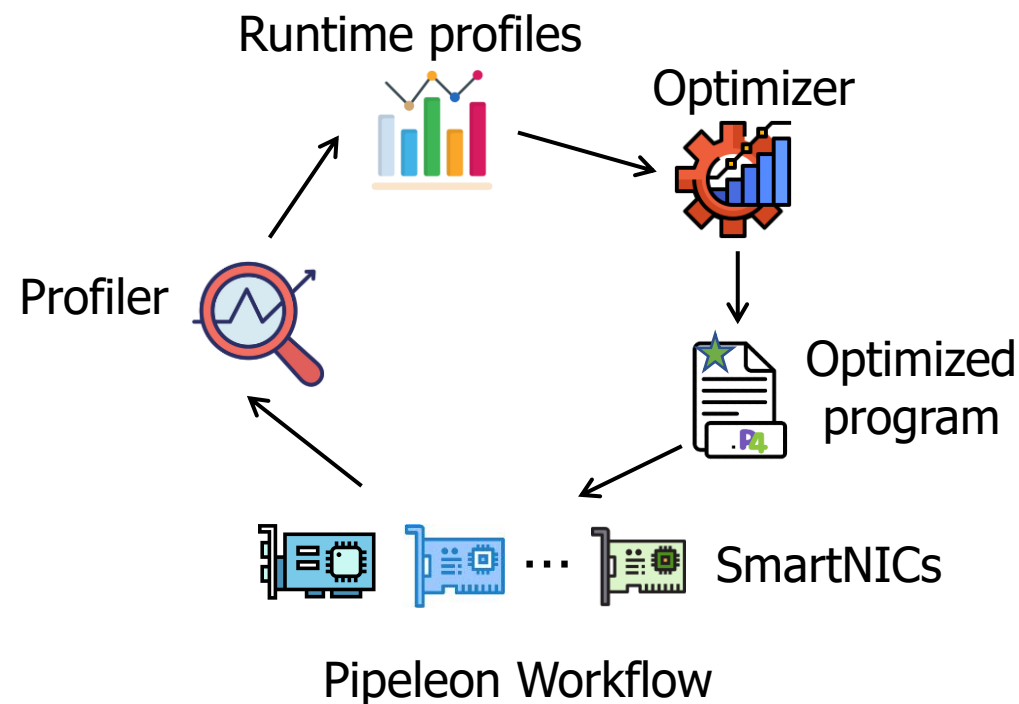 Runtime profiles
Optimizer
Profiler
Optimized
program
.P4
...
SmartNICs
Pipeleon Workflow